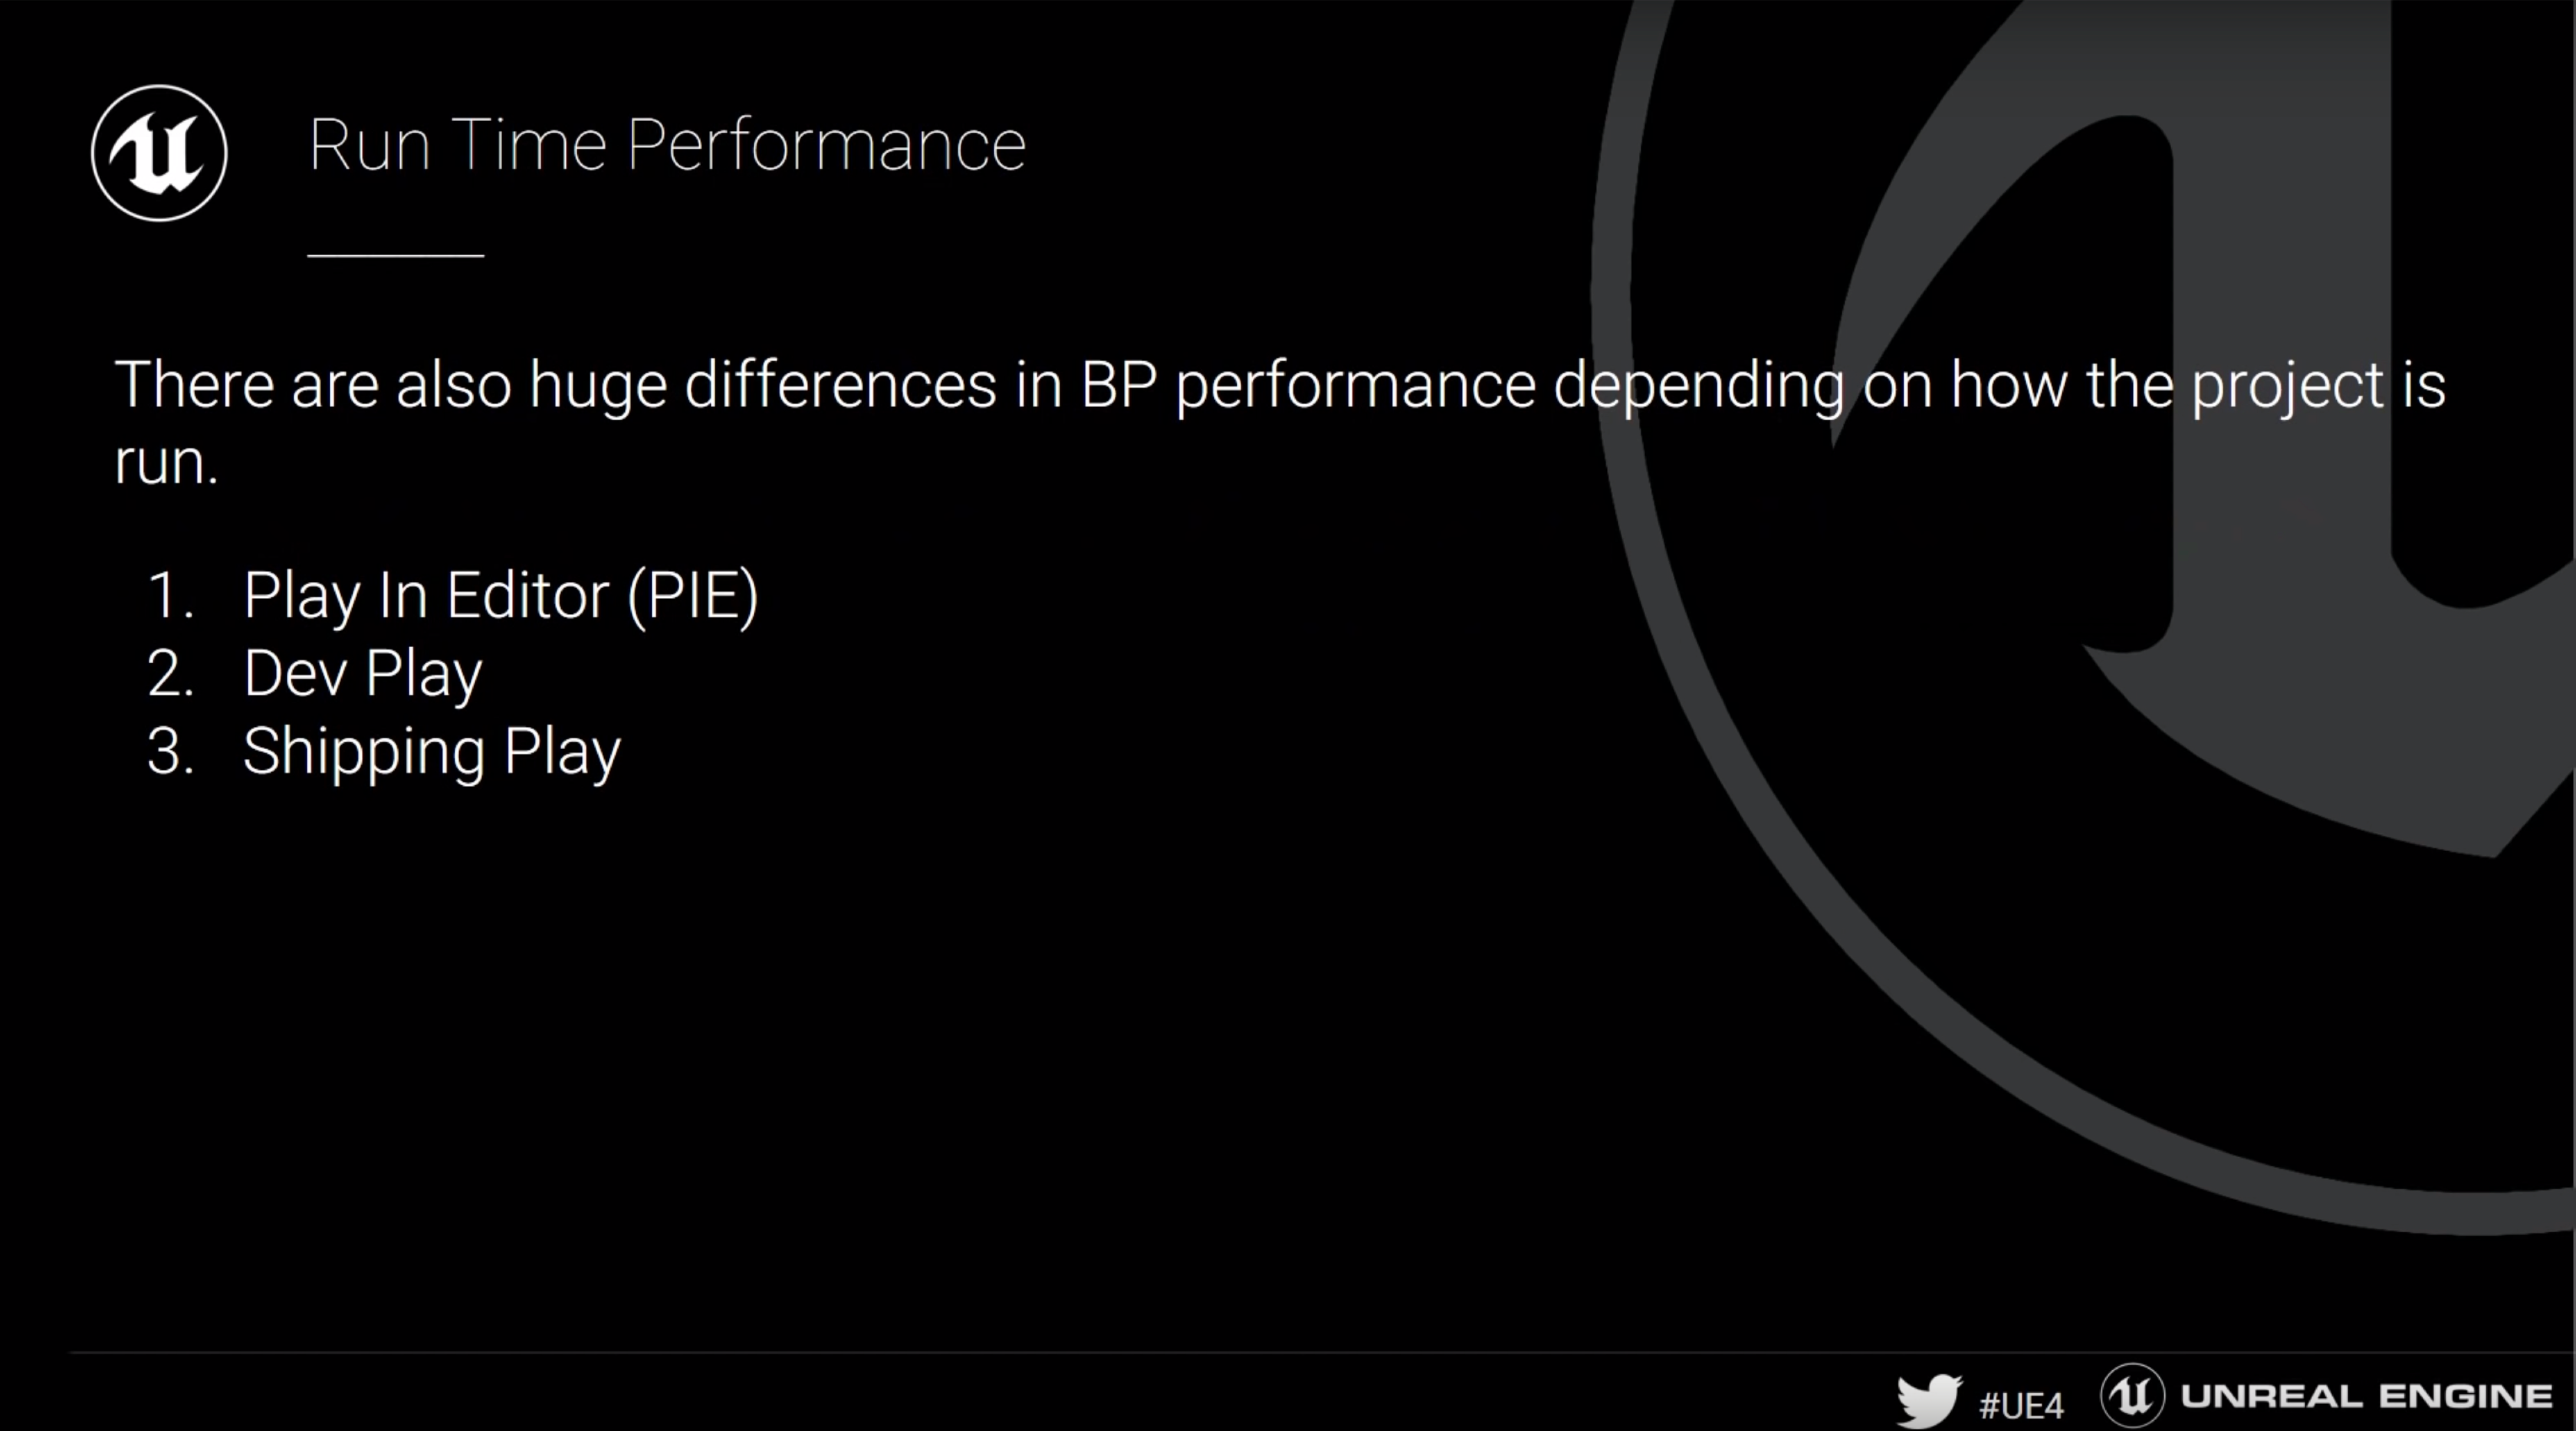 Run Time Performance
There are also huge differences in BP performance depending on how the project is
run.
1. Play In Editor (PIE)
2. Dev Play
3. Shipping Play
#UE4 UNREAL ENGINE